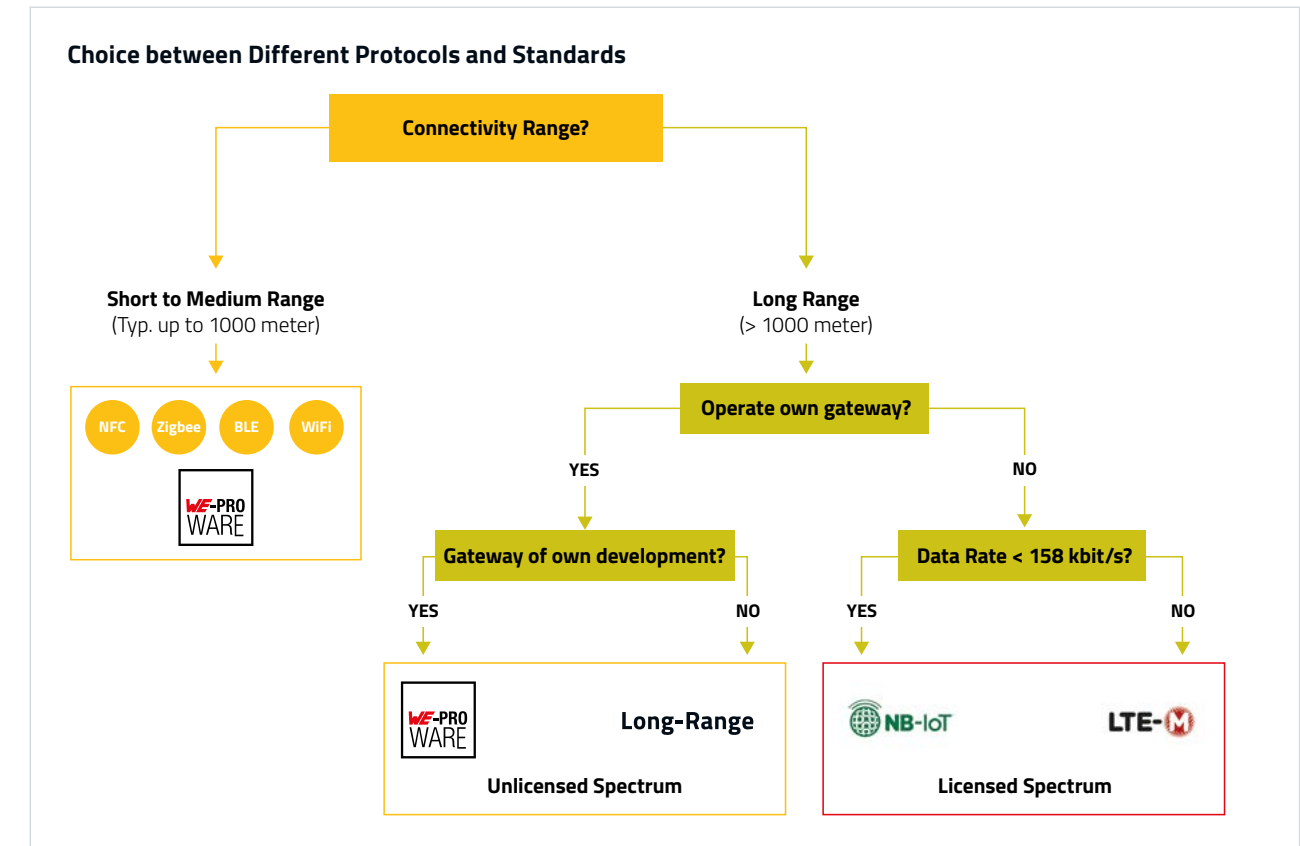 Choice between Different Protocols and Standards
Connectivity Range?
Short to Medium Range
(Typ. up to 1000 meter)
Long Range
(> 1000 meter)
NFC
Zigbee
BLE
WiFi
WE-PRO
WARE
Operate own gateway?
YES
NO
Gateway of own development?
Data Rate < 158 kbit/s?
YES
NO
YES
NO
WE-PRO
WARE
Long-Range
Unlicensed Spectrum
NB-IoT
LTE-M
Licensed Spectrum